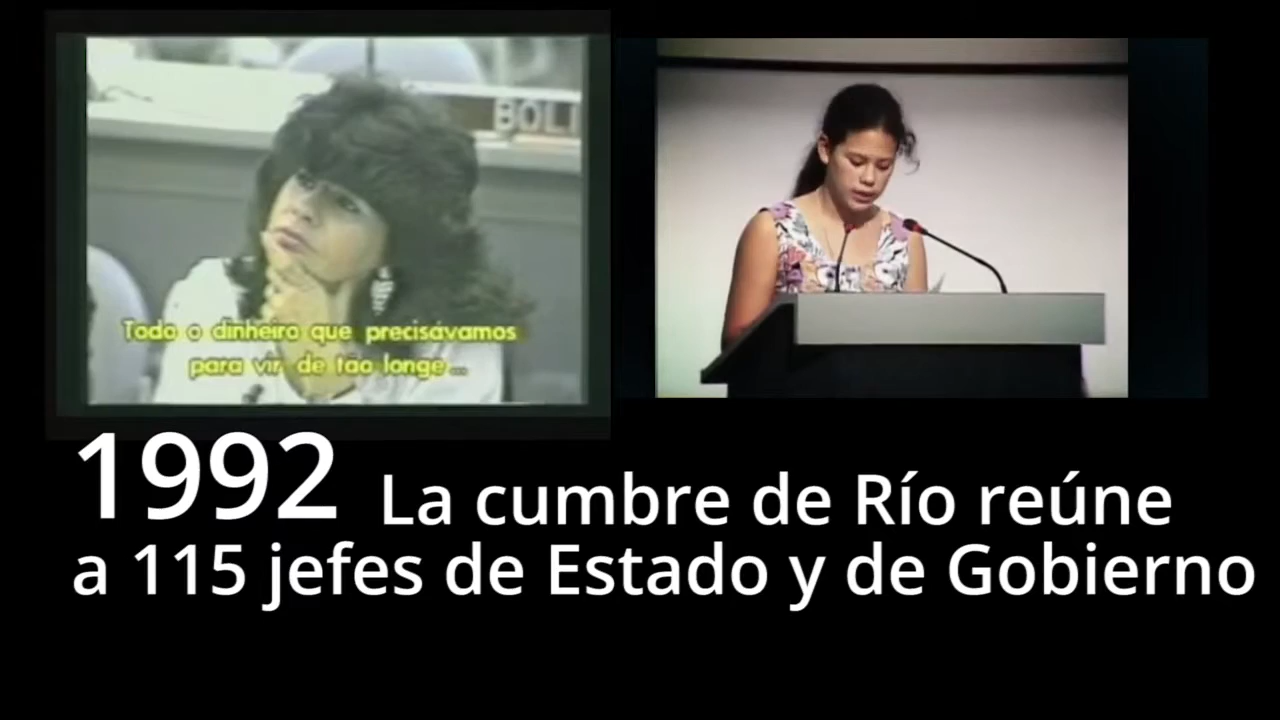 BOLI
Todo o dinheiro que precisávamos
para vir de tão longe...
1992 La cumbre de Río reúne
a 115 jefes de Estado y de Gobierno